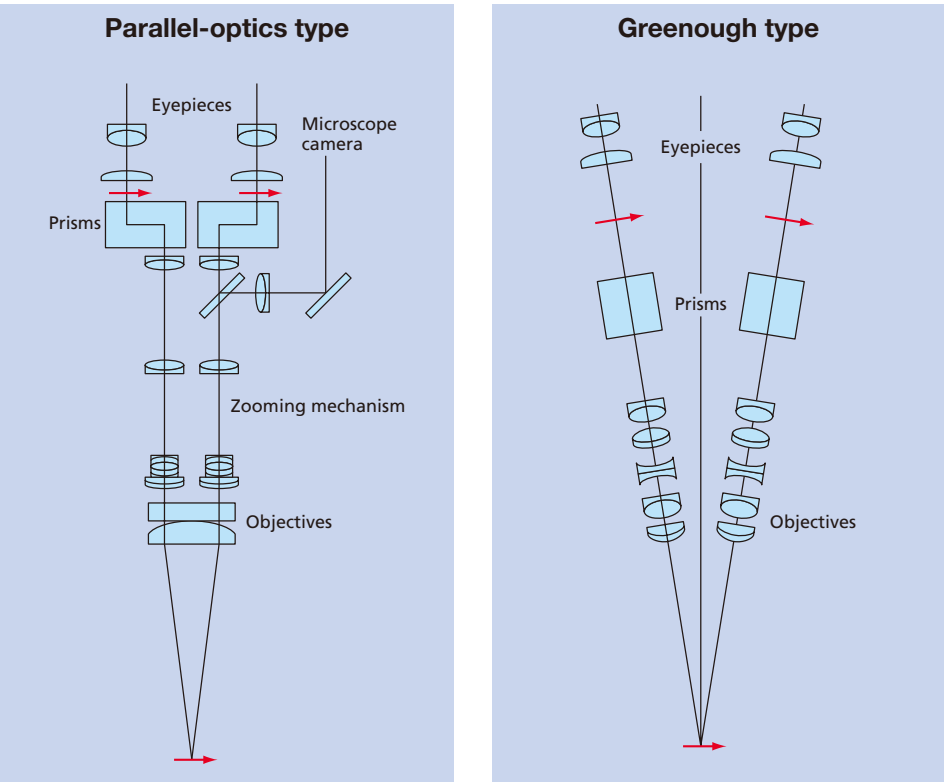 Parallel-optics type
Eyepieces
Microscope
camera
Prisms
Zooming mechanism
Objectives
Greenough type
Eyepieces
Prisms
Objectives